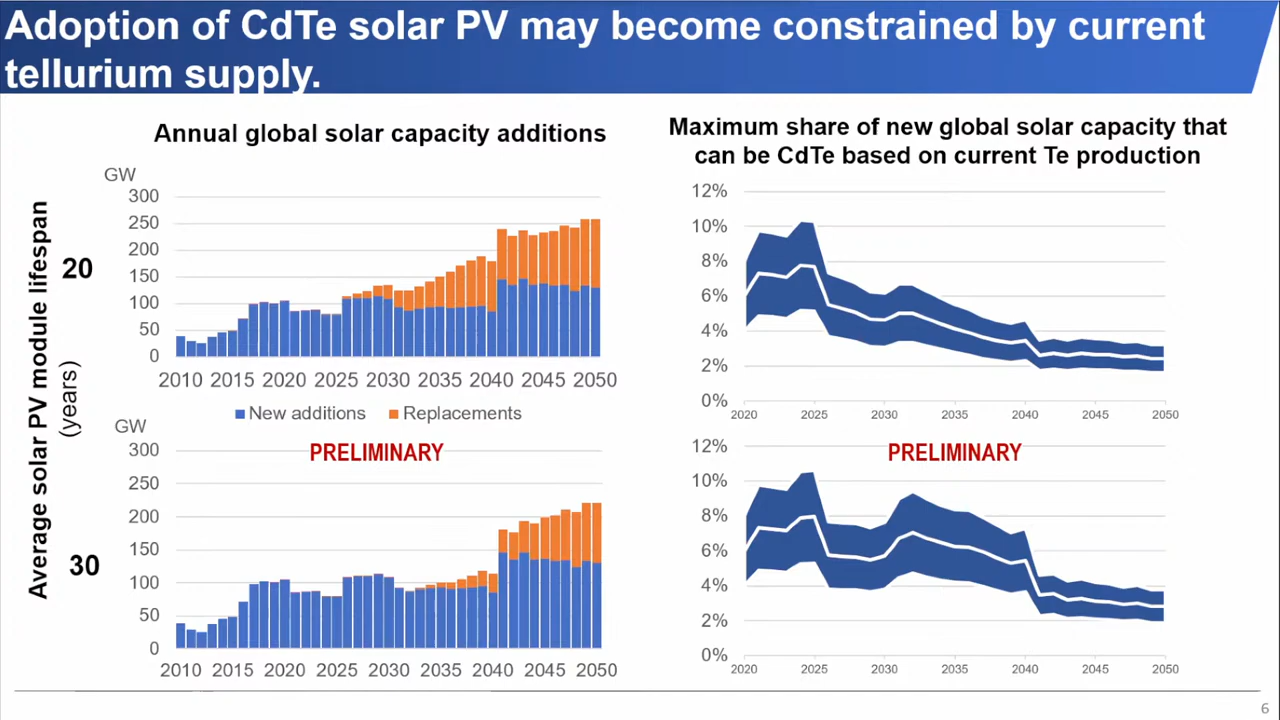 Adoption of CdTe solar PV may become constrained by current
tellurium supply.
Average solar PV module lifespan
(years)
20
30
Annual global solar capacity additions
GW
300
250
200
150
100
50
0
2010 2015 2020 2025 2030 2035 2040 2045 2050
New additions Replacements
GW
PRELIMINARY
300
250
200
150
100
50
0
2010 2015 2020 2025 2030 2035 2040 2045 2050
Maximum share of new global solar capacity that
can be CdTe based on current Te production
12%
10%
8%
6%
4%
2%
0%
2020 2025 2030 2035 2040 2045 2050
PRELIMINARY
12%
10%
8%
6%
4%
2%
0%
2020 2025 2030 2035 2040 2045 2050
6